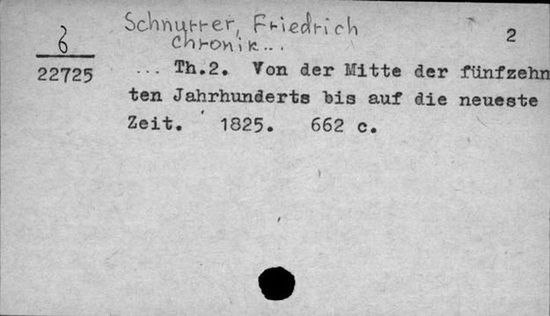 Schnurrer, Friedrich
2
Chronik...
6
22725
... Th.2. Von der Mitte der fünfzehn
ten Jahrhunderts bis auf die neueste
Zeit. 1825. 662 c.